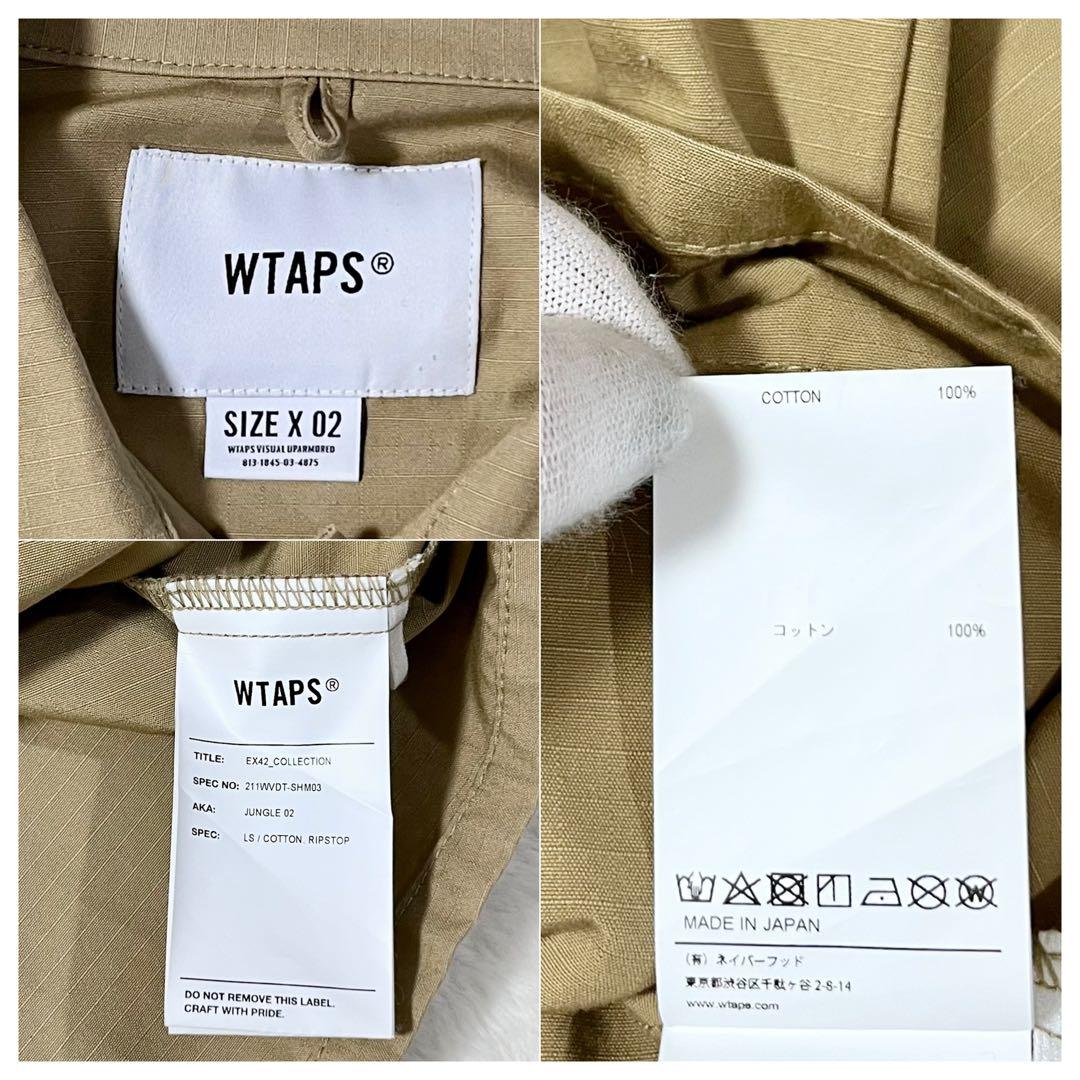 WTAPS®
SIZE X 02
WTAPS VISUAL UPARMORED
813-1845-03-4875
COTTON 100%
コットン 100%
MADE IN JAPAN
(有) ネイバーフッド
東京都渋谷区千駄ヶ谷 2-8-14
www.wtaps.com
WTAPS®
TITLE: EX42_COLLECTION
SPEC NO: 211WVDT-SHM03
AKA: JUNGLE 02
SPEC: LS / COTTON. RIPSTOP
DO NOT REMOVE THIS LABEL.
CRAFT WITH PRIDE.